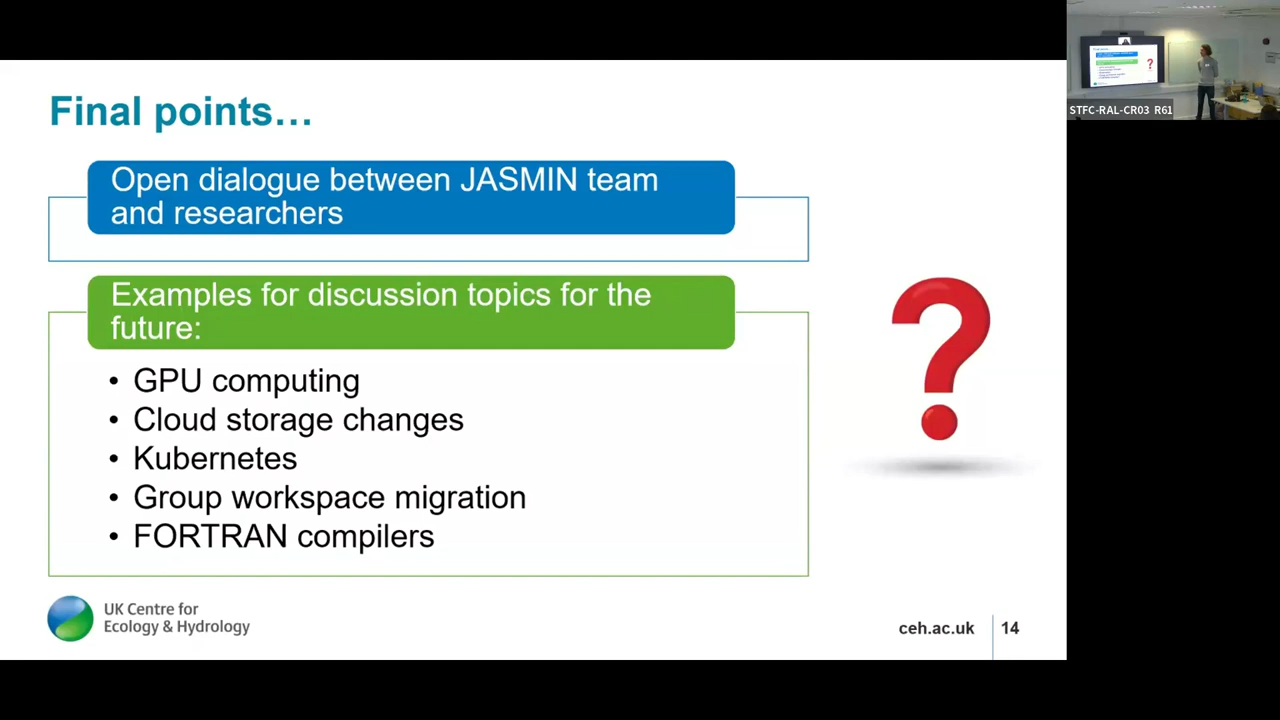 Final points…
Open dialogue between JASMIN team
and researchers
Examples for discussion topics for the
future:
• GPU computing
• Cloud storage changes
• Kubernetes
• Group workspace migration
• FORTRAN compilers
UK Centre for
Ecology & Hydrology
ceh.ac.uk
14
STFC-RAL-CR03 R61